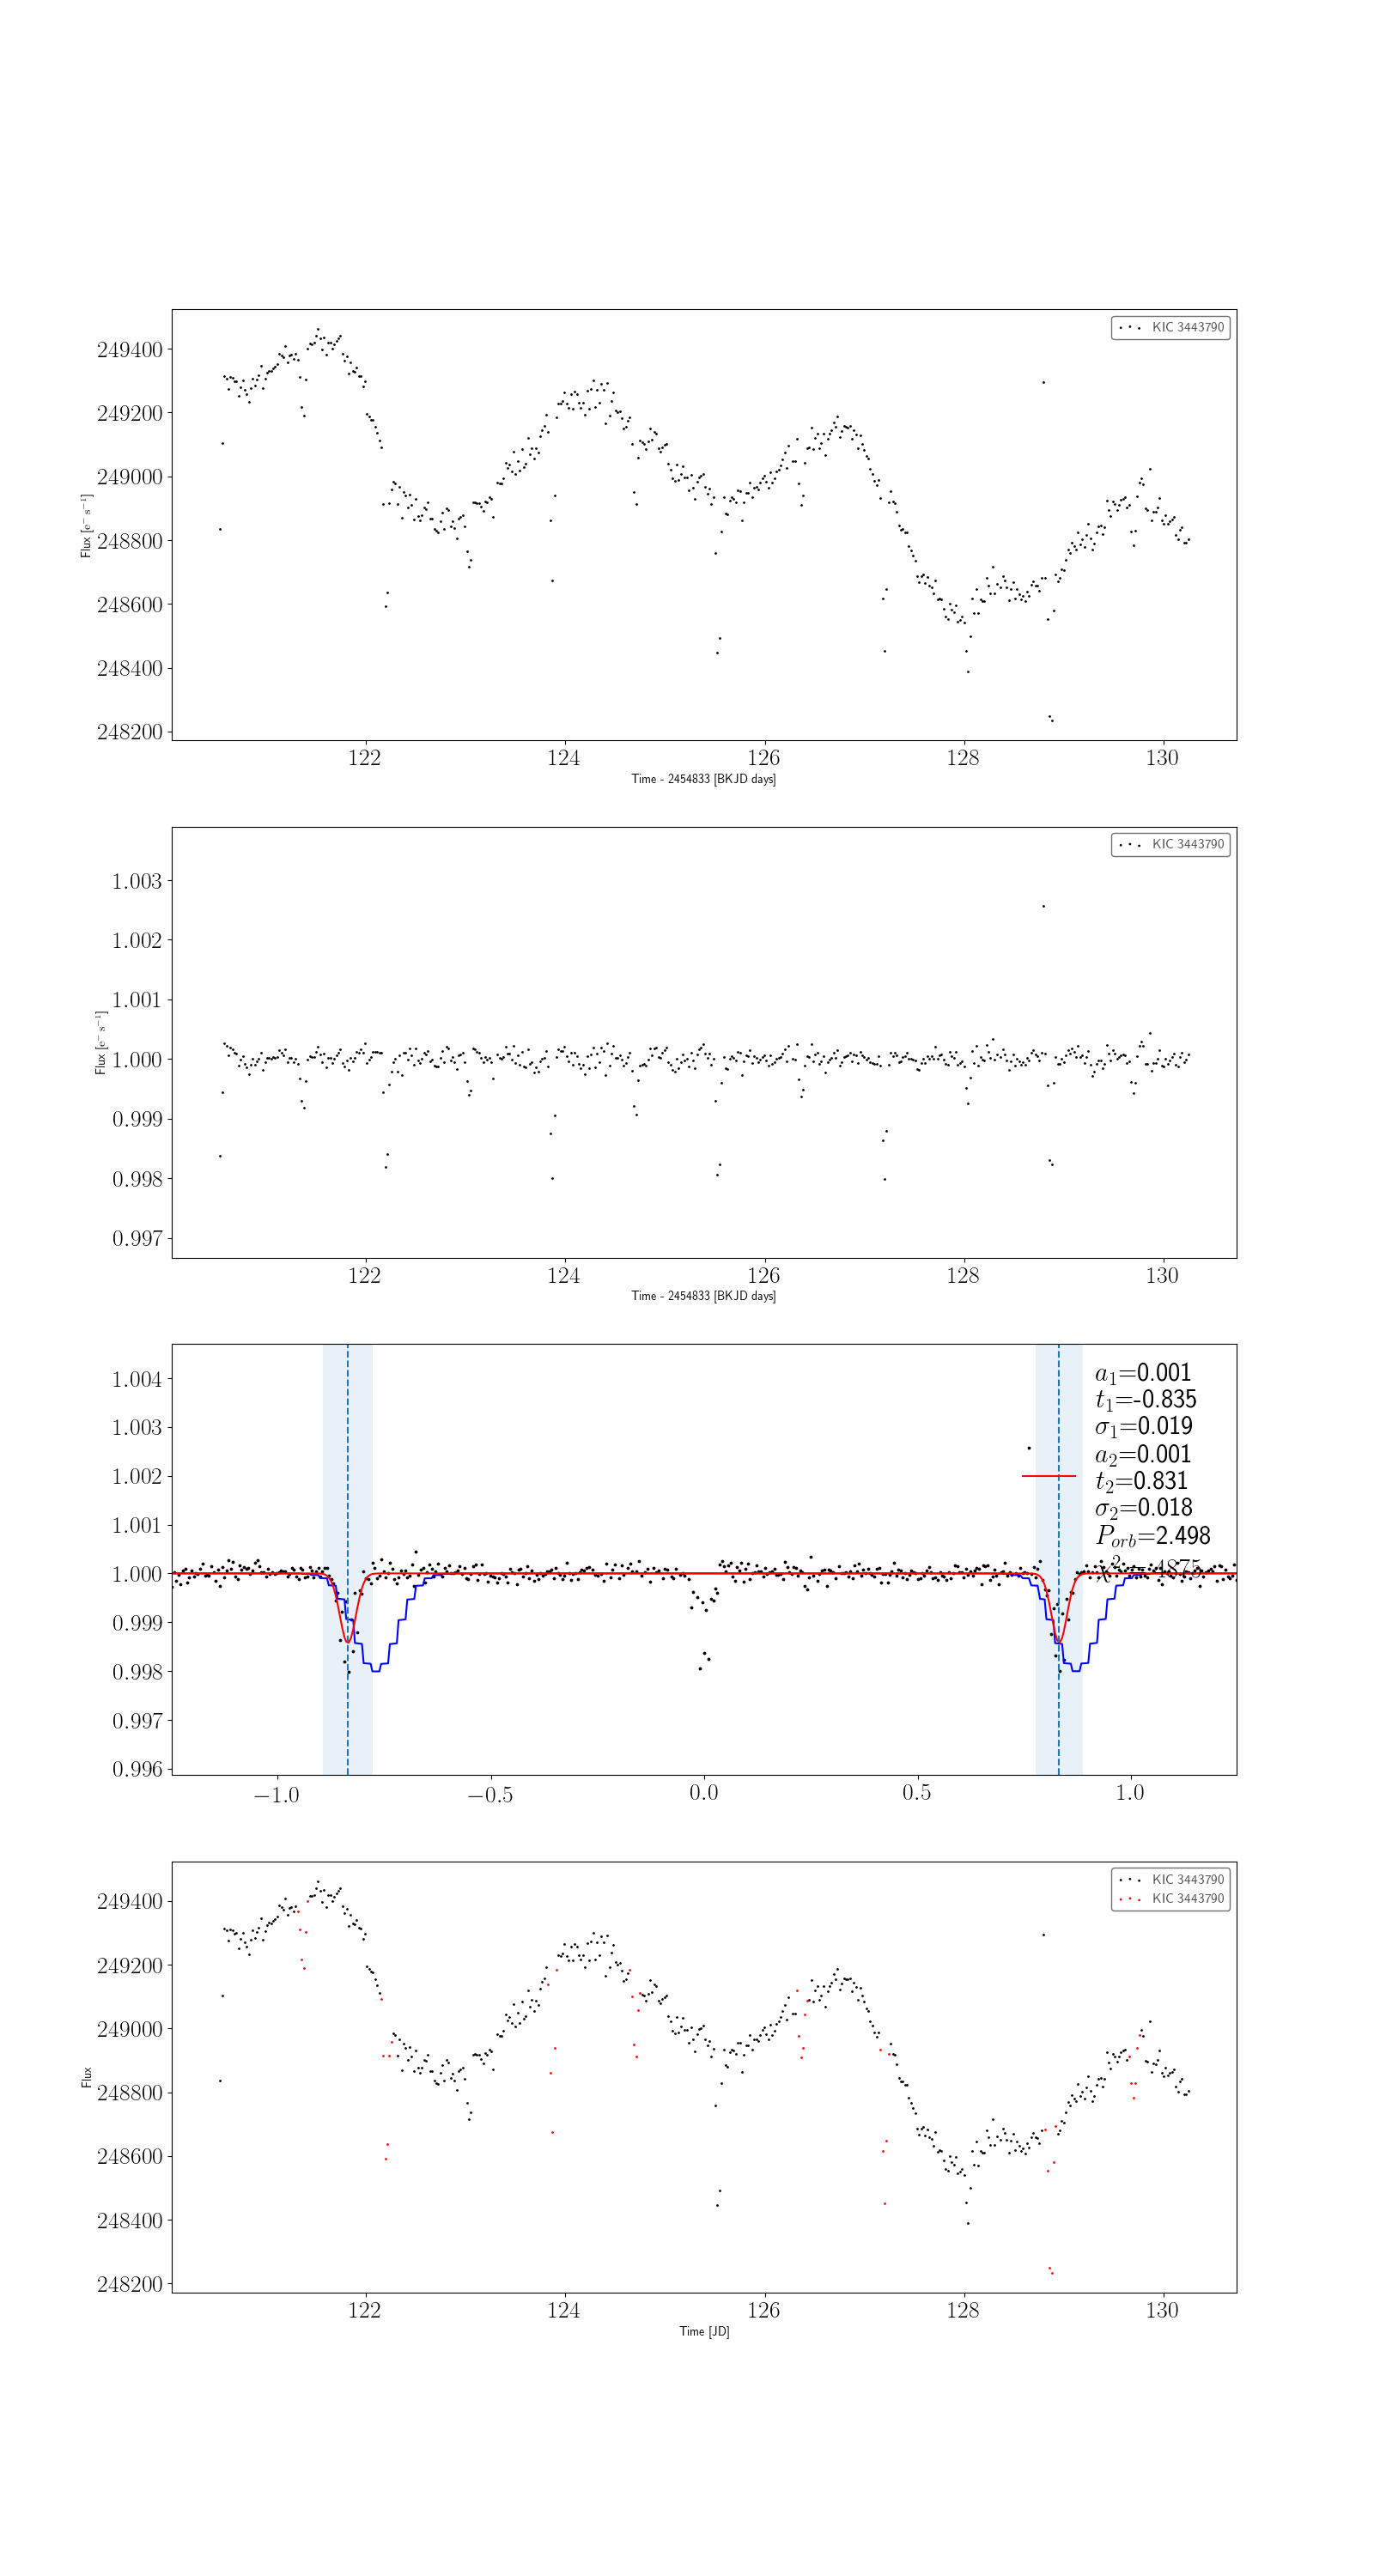 KIC 3443790
249400
249200
249000
248800
248600
248400
248200
Flux [e⁻ s⁻¹]
122 124 126 128 130
Time - 2454833 [BKJD days]
KIC 3443790
1.003
1.002
1.001
1.000
0.999
0.998
0.997
Flux [e⁻ s⁻¹]
122 124 126 128 130
Time - 2454833 [BKJD days]
1.004
1.003
1.002
1.001
1.000
0.999
0.998
0.997
0.996
a₁=0.001
t₁=-0.835
σ₁=0.019
a₂=0.001
t₂=0.831
σ₂=0.018
P_orb=2.498
−1.0 −0.5 0.0 0.5 1.0
KIC 3443790
KIC 3443790
249400
249200
249000
248800
248600
248400
248200
Flux
122 124 126 128 130
Time [JD]